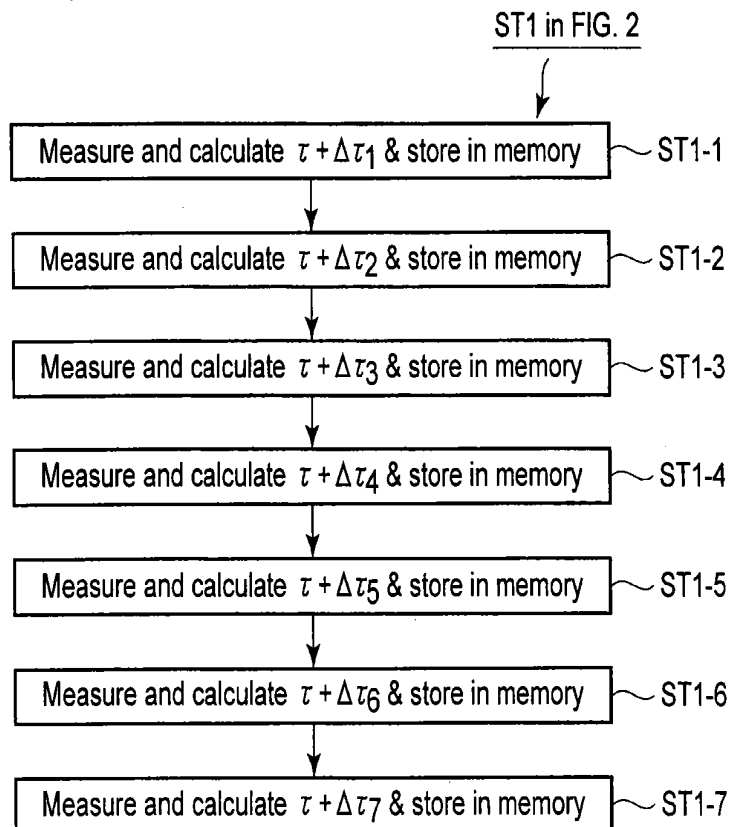 ST1 in FIG. 2
Measure and calculate τ + Δτ1 & store in memory ST1-1
Measure and calculate τ + Δτ2 & store in memory ST1-2
Measure and calculate τ + Δτ3 & store in memory ST1-3
Measure and calculate τ + Δτ4 & store in memory ST1-4
Measure and calculate τ + Δτ5 & store in memory ST1-5
Measure and calculate τ + Δτ6 & store in memory ST1-6
Measure and calculate τ + Δτ7 & store in memory ST1-7